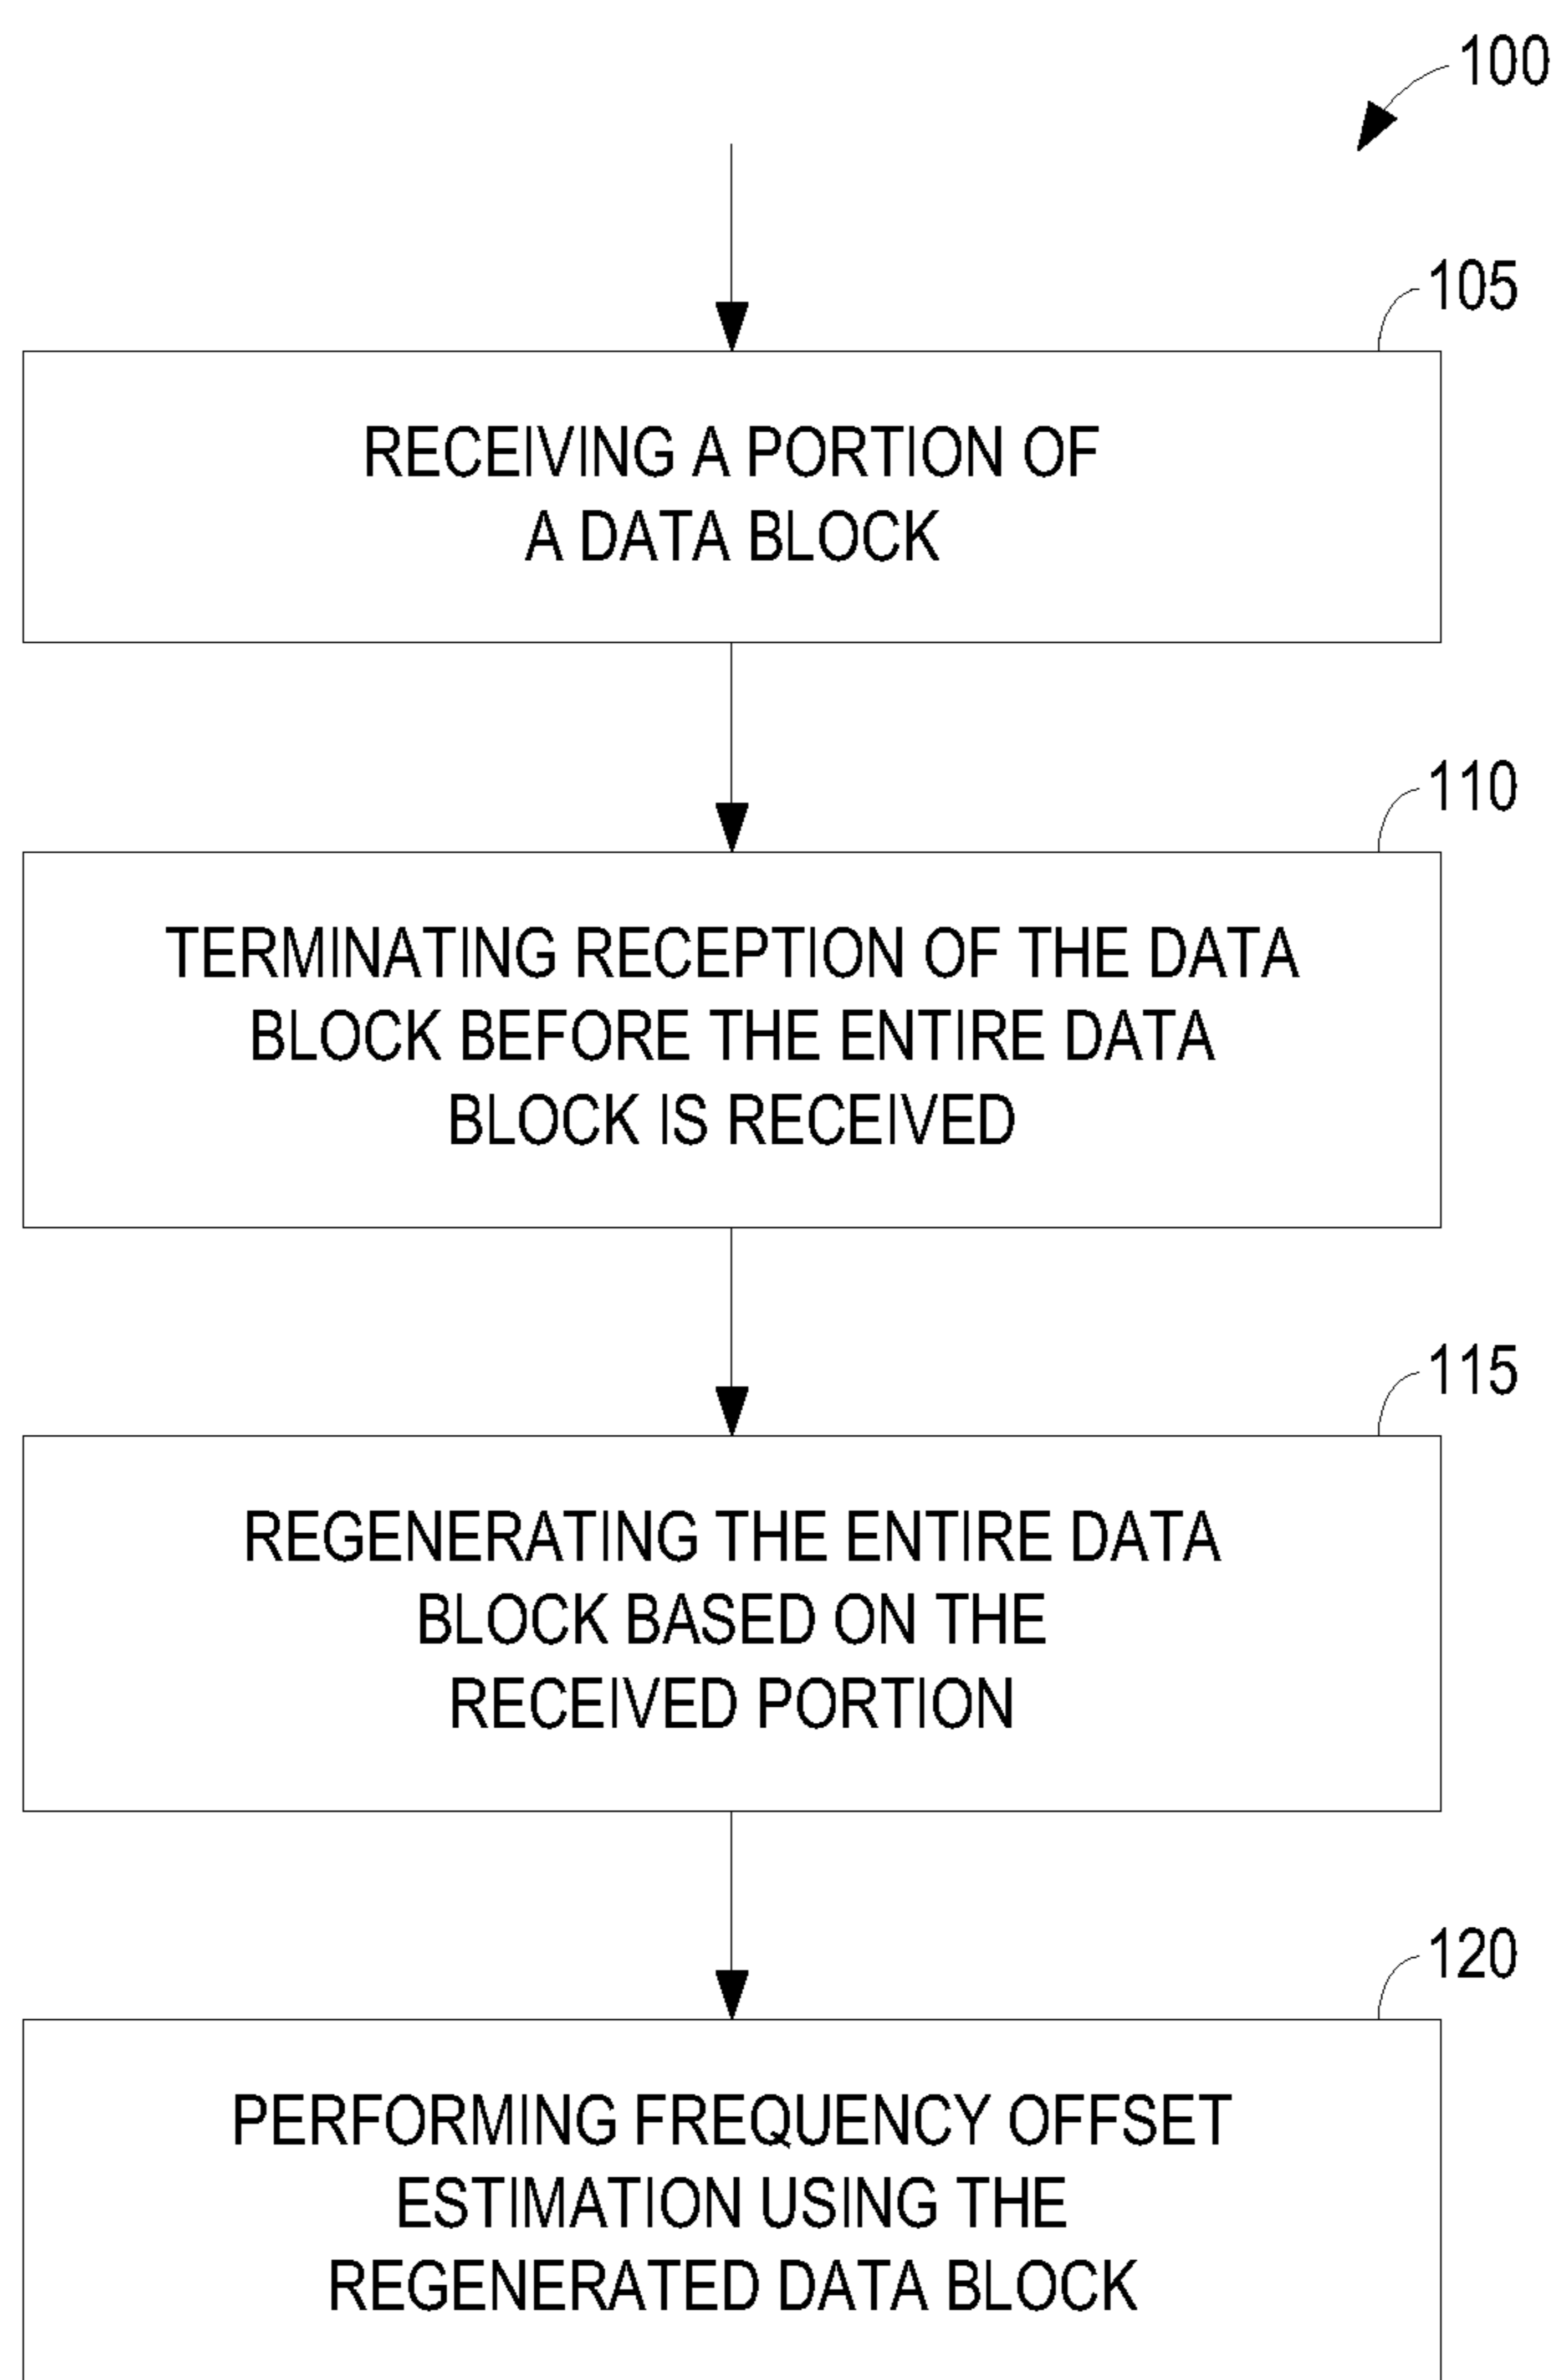 100
105
RECEIVING A PORTION OF
A DATA BLOCK
110
TERMINATING RECEPTION OF THE DATA
BLOCK BEFORE THE ENTIRE DATA
BLOCK IS RECEIVED
115
REGENERATING THE ENTIRE DATA
BLOCK BASED ON THE
RECEIVED PORTION
120
PERFORMING FREQUENCY OFFSET
ESTIMATION USING THE
REGENERATED DATA BLOCK